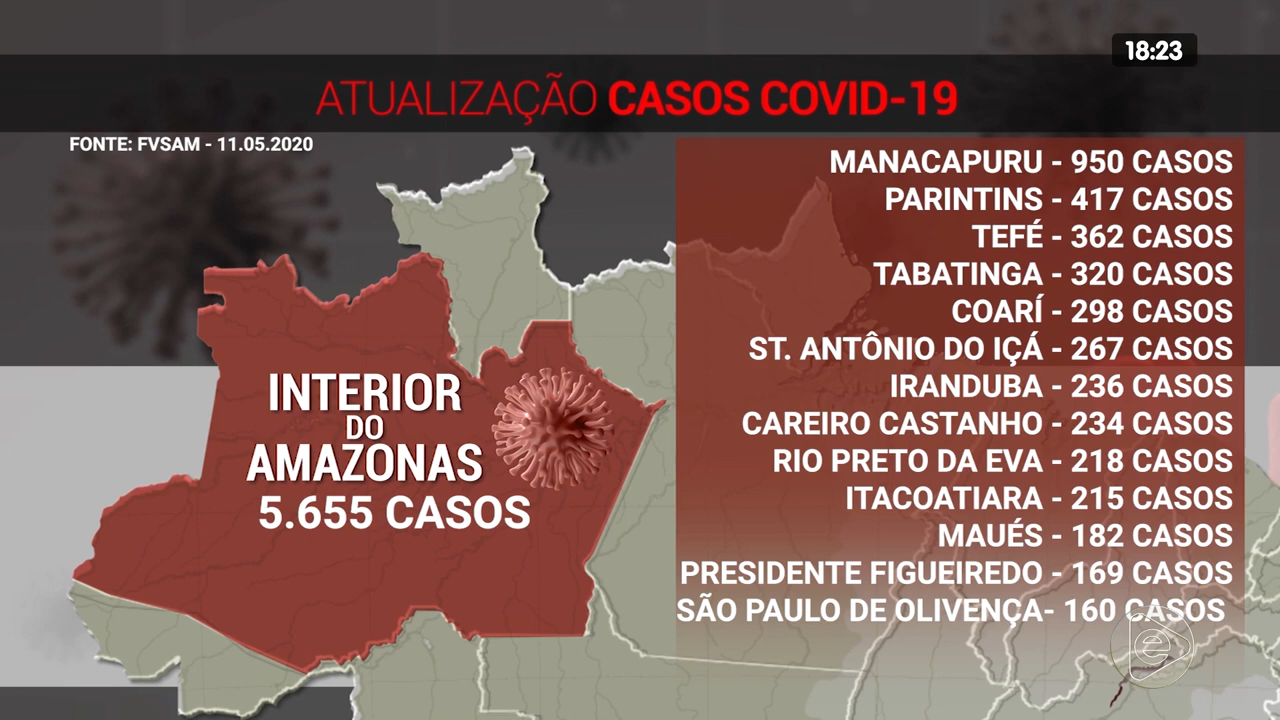 18:23
ATUALIZAÇÃO CASOS COVID-19
FONTE: FVSAM - 11.05.2020
INTERIOR
DO
AMAZONAS
5.655 CASOS
MANACAPURU - 950 CASOS
PARINTINS - 417 CASOS
TEFÉ - 362 CASOS
TABATINGA - 320 CASOS
COARÍ - 298 CASOS
ST. ANTÔNIO DO IÇÁ - 267 CASOS
IRANDUBA - 236 CASOS
CAREIRO CASTANHO - 234 CASOS
RIO PRETO DA EVA - 218 CASOS
ITACOATIARA - 215 CASOS
MAUÉS - 182 CASOS
PRESIDENTE FIGUEIREDO - 169 CASOS
SÃO PAULO DE OLIVENÇA- 160 CASOS
e